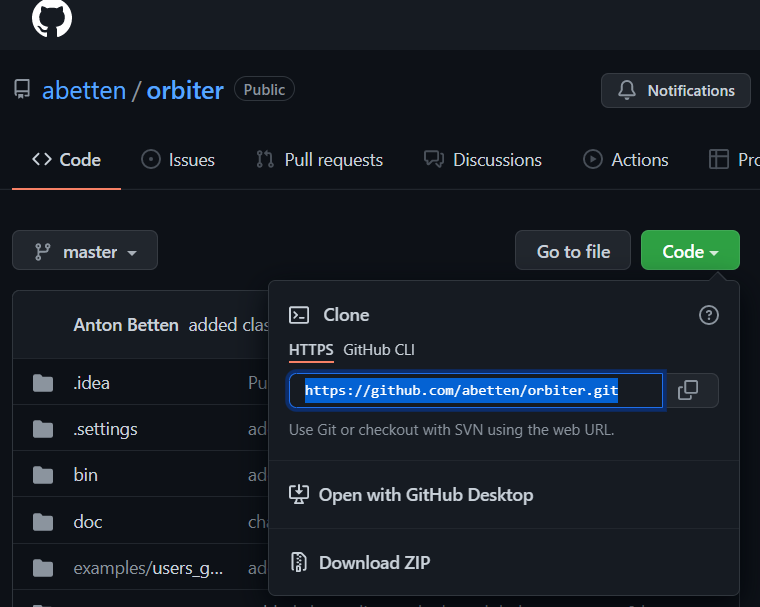 abetten / orbiter Public Notifications
<> Code Issues Pull requests Discussions Actions Pro
master Go to file Code
Anton Betten added clas
Clone
HTTPS GitHub CLI
https://github.com/abetten/orbiter.git
Use Git or checkout with SVN using the web URL.
.idea Pu
.settings ad
bin ad
doc cha
examples/users_g... ad
Open with GitHub Desktop
Download ZIP